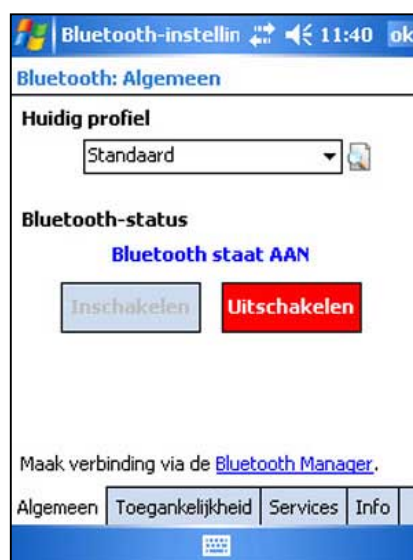 Bluetooth-instellin 11:40 ok
Bluetooth: Algemeen
Huidig profiel
Standaard
Bluetooth-status
Bluetooth staat AAN
Inschakelen Uitschakelen
Maak verbinding via de Bluetooth Manager.
Algemeen Toegankelijkheid Services Info